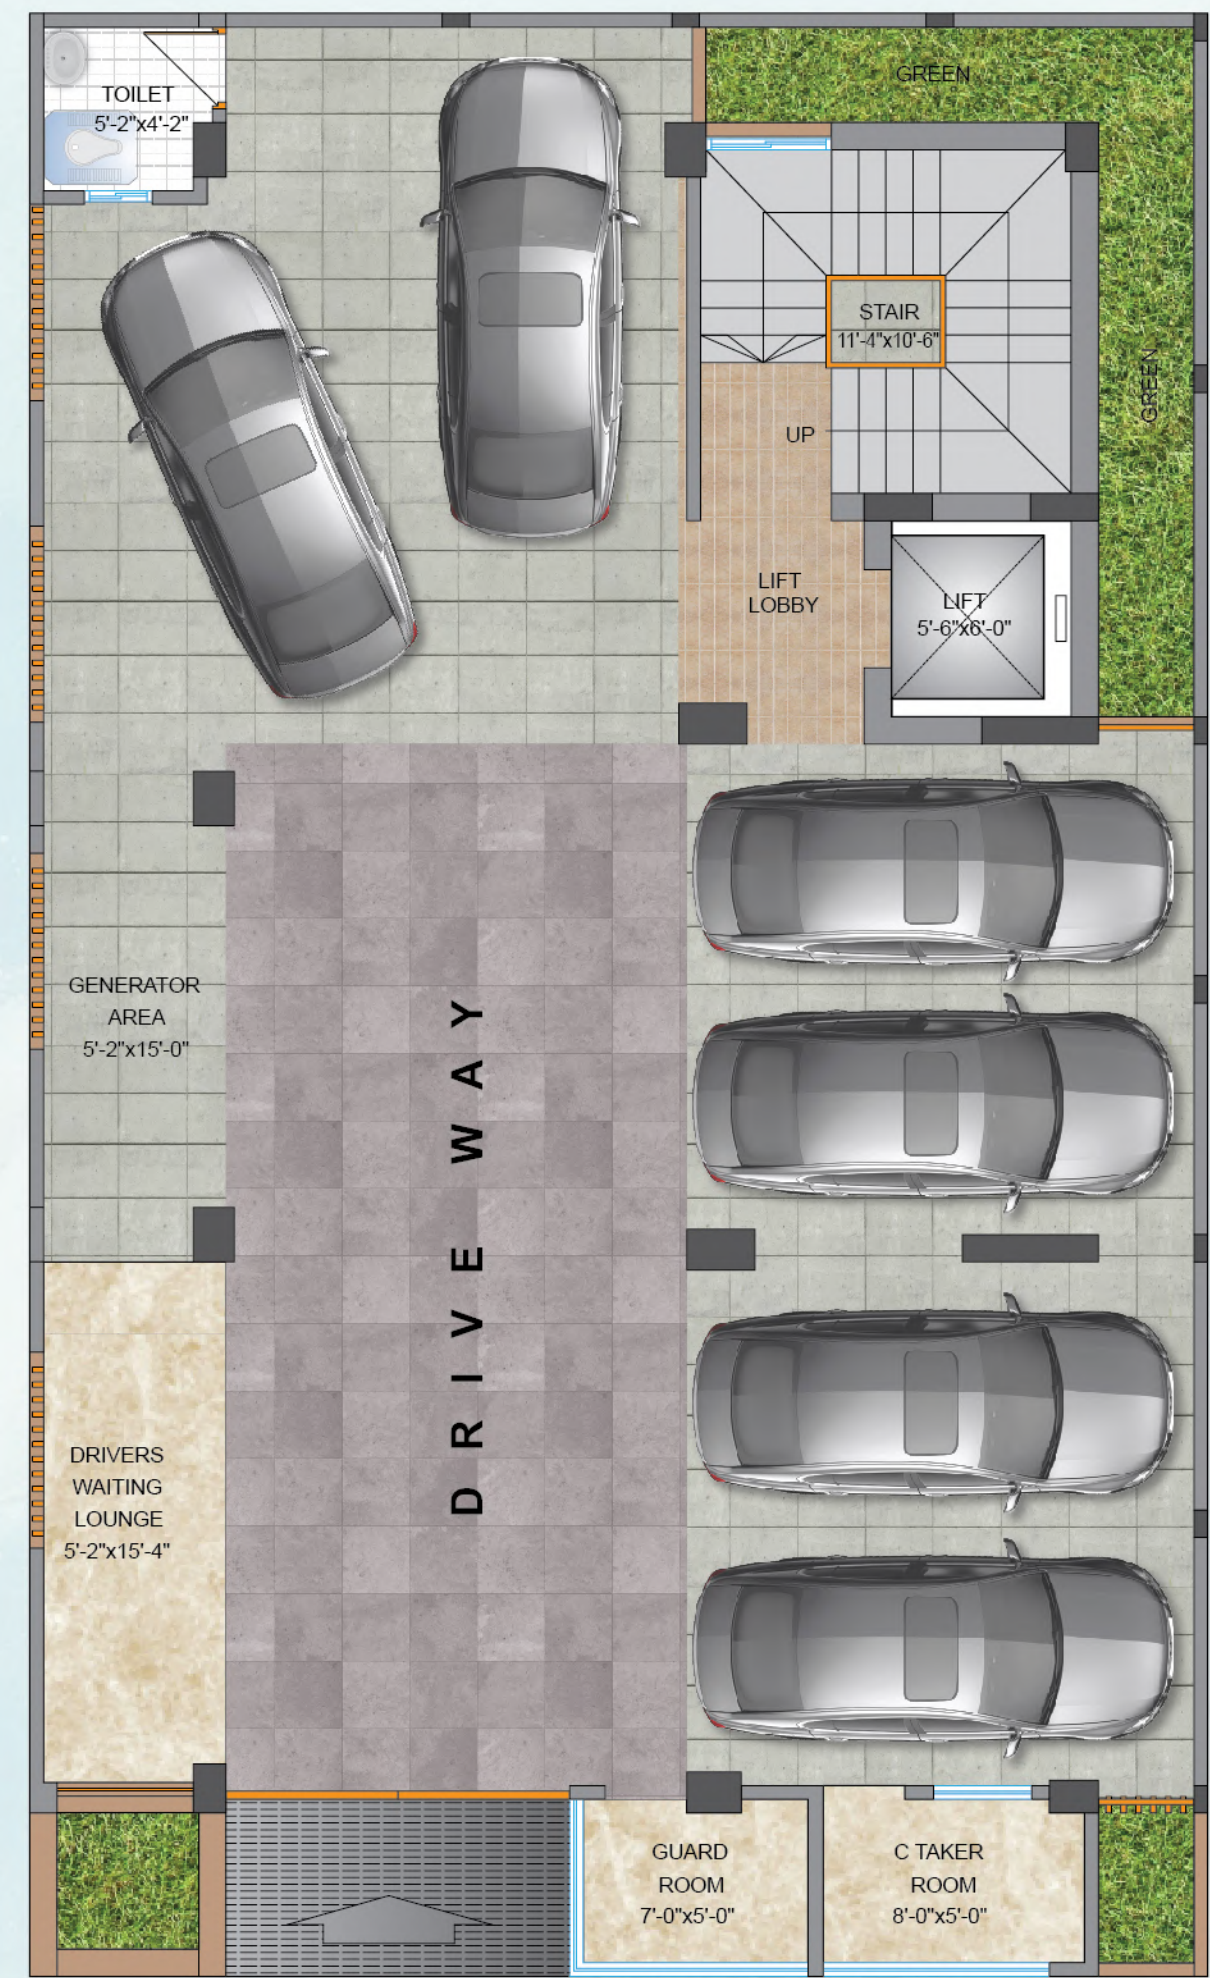 GREEN
TOILET
5'-2"x4'-2"
STAIR
11'-4"x10'-6"
GREEN
UP
LIFT
LOBBY
LIFT
5'-6"x6'-0"
GENERATOR
AREA
5'-2"x15'-0"
DRIVE WAY
DRIVERS
WAITING
LOUNGE
5'-2"x15'-4"
GUARD
ROOM
7'-0"x5'-0"
C TAKER
ROOM
8'-0"x5'-0"